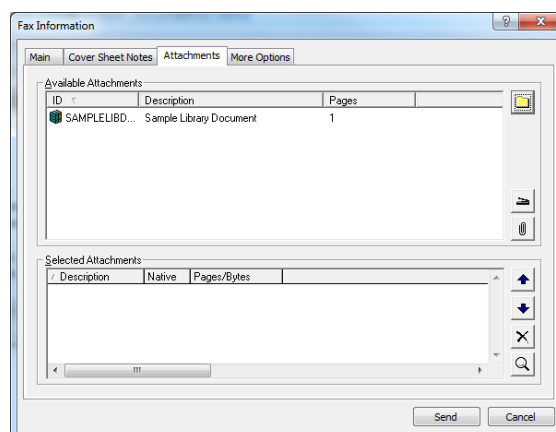 Fax Information
Main Cover Sheet Notes Attachments More Options
Available Attachments
ID Description Pages
SAMPLELIBD... Sample Library Document 1
Selected Attachments
/ Description Native Pages/Bytes
Send Cancel